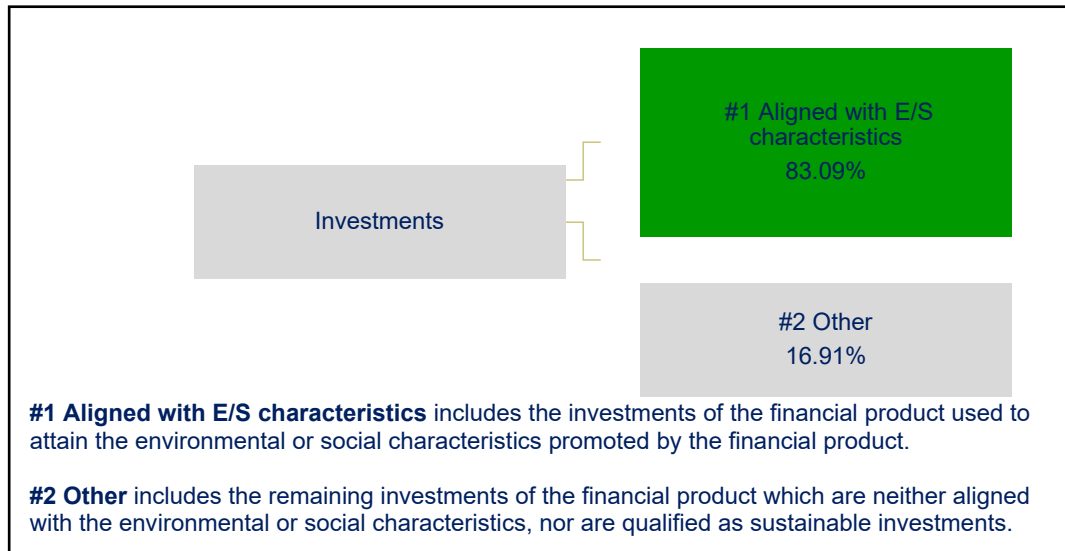 #1 Aligned with E/S
characteristics
83.09%
Investments
#2 Other
16.91%
#1 Aligned with E/S characteristics includes the investments of the financial product used to
attain the environmental or social characteristics promoted by the financial product.
#2 Other includes the remaining investments of the financial product which are neither aligned
with the environmental or social characteristics, nor are qualified as sustainable investments.